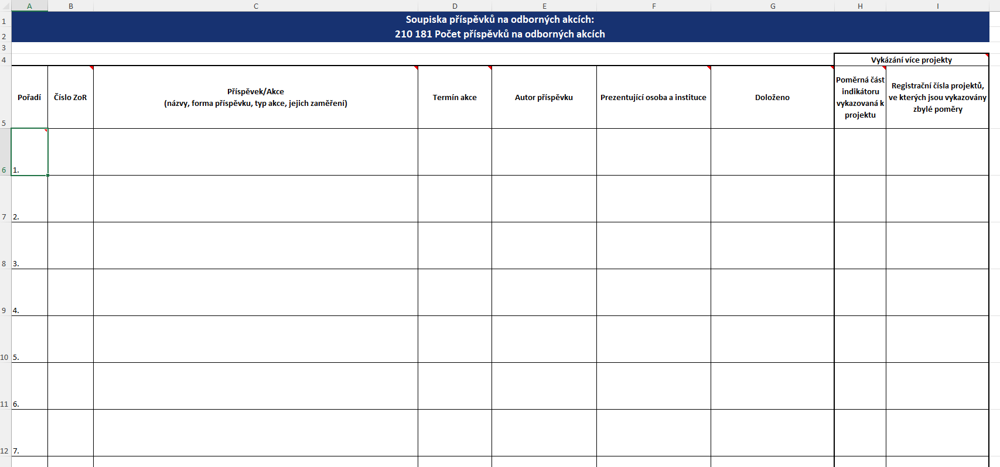 A B C D E F G H I
1 Soupiska příspěvků na odborných akcích:
2 210 181 Počet příspěvků na odborných akcích
3
4 Vykázání více projekty
5 Pořadí Číslo ZoR Příspěvek/Akce
(názvy, forma příspěvku, typ akce, jejich zaměření) Termín akce Autor příspěvku Prezentující osoba a instituce Doloženo
Poměrná část
indikátoru
vykazovaná k
projektu
Registrační čísla projektů,
ve kterých jsou vykazovány
zbylé poměry
6 1.
7 2.
8 3.
9 4.
10 5.
11 6.
12 7.